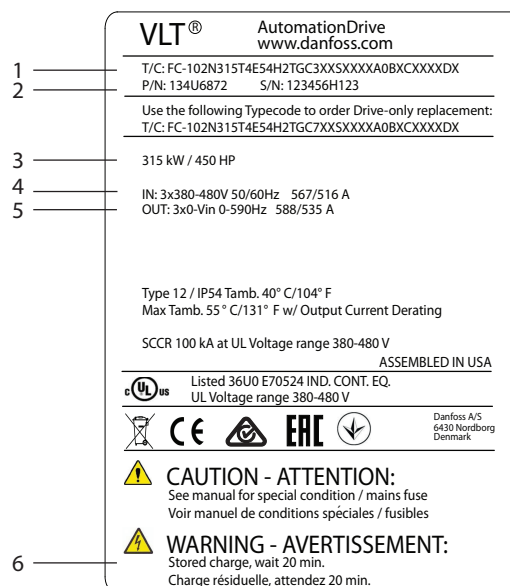 VLT® AutomationDrive
www.danfoss.com
1 T/C: FC-102N315T4E54H2TGC3XXSXXXXA0BXCXXXXDX
2 P/N: 134U6872 S/N: 123456H123
Use the following Typecode to order Drive-only replacement:
T/C: FC-102N315T4E54H2TGC7XXSXXXXA0BXCXXXXDX
3 315 kW / 450 HP
4 IN: 3x380-480V 50/60Hz 567/516 A
5 OUT: 3x0-Vin 0-590Hz 588/535 A
Type 12 / IP54 Tamb. 40° C/104° F
Max Tamb. 55° C/131° F w/ Output Current Derating
SCCR 100 kA at UL Voltage range 380-480 V
ASSEMBLED IN USA
c UL us Listed 36U0 E70524 IND. CONT. EQ.
UL Voltage range 380-480 V
CE EAC
Danfoss A/S
6430 Nordborg
Denmark
CAUTION - ATTENTION:
See manual for special condition / mains fuse
Voir manuel de conditions spéciales / fusibles
WARNING - AVERTISSEMENT:
6 Stored charge, wait 20 min.
Charge résiduelle, attendez 20 min.